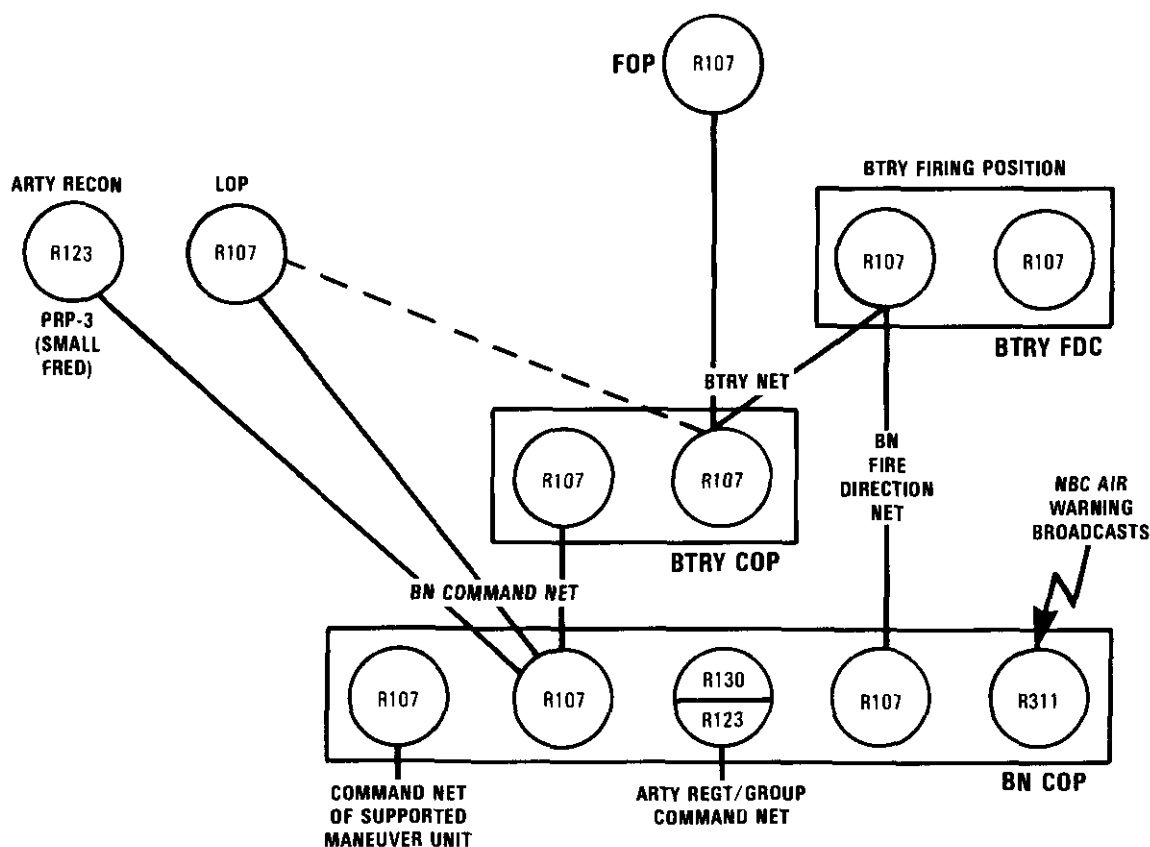 FOP
R107
ARTY RECON
R123
PRP-3
(SMALL
FRED)
LOP
R107
BTRY FIRING POSITION
R107
R107
BTRY FDC
BTRY NET
R107
R107
BTRY COP
BN
FIRE
DIRECTION
NET
NBC AIR
WARNING
BROADCASTS
BN COMMAND NET
R107
R107
R130
R123
R107
R311
BN COP
COMMAND NET
OF SUPPORTED
MANEUVER UNIT
ARTY REGT/GROUP
COMMAND NET